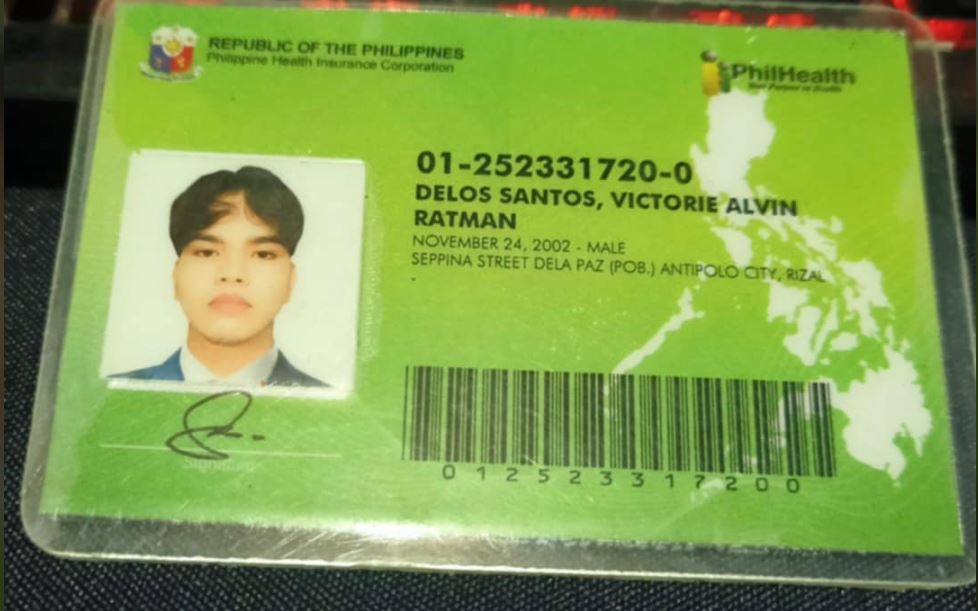 REPUBLIC OF THE PHILIPPINES
Philippine Health Insurance Corporation
PhilHealth
Your Partner in Health
01-252331720-0
DELOS SANTOS, VICTORIE ALVIN
RATMAN
NOVEMBER 24, 2002 - MALE
SEPPINA STREET DELA PAZ (POB.) ANTIPOLO CITY, RIZAL
Signature
012523317200